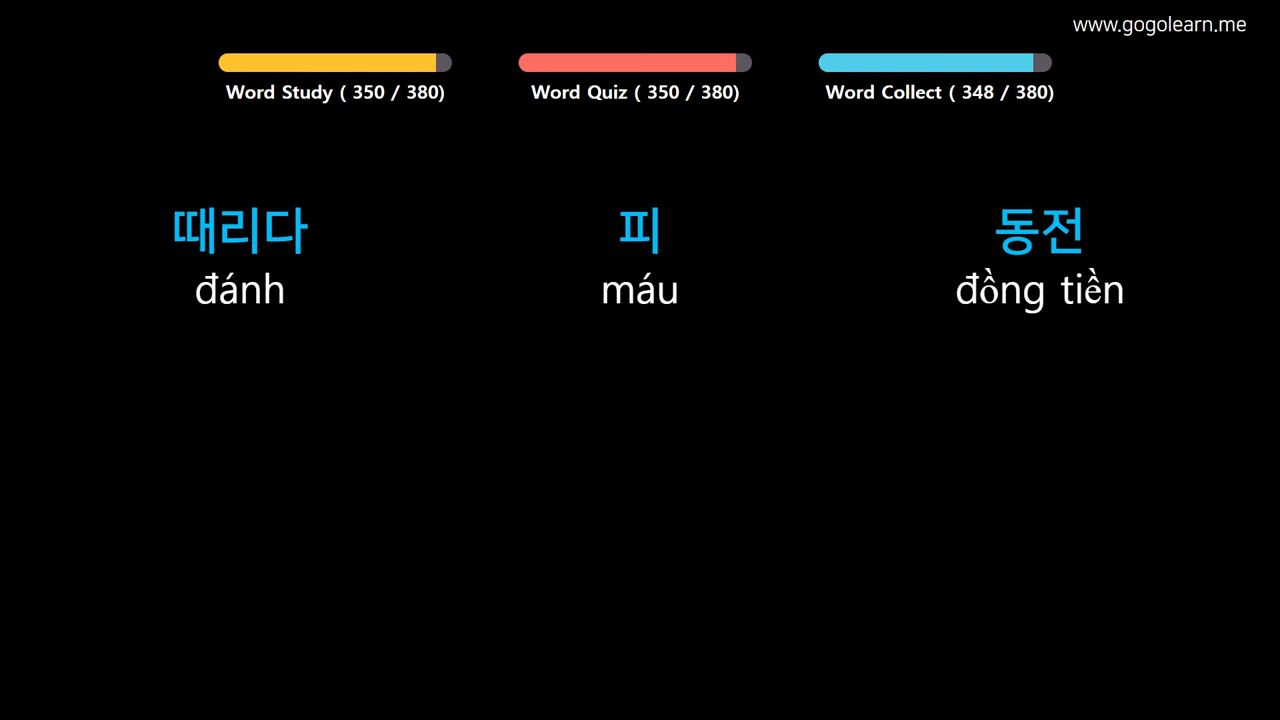 www.gogolearn.me
Word Study ( 350 / 380)
Word Quiz ( 350 / 380)
Word Collect ( 348 / 380)
때리다
đánh
피
máu
동전
đồng tiền